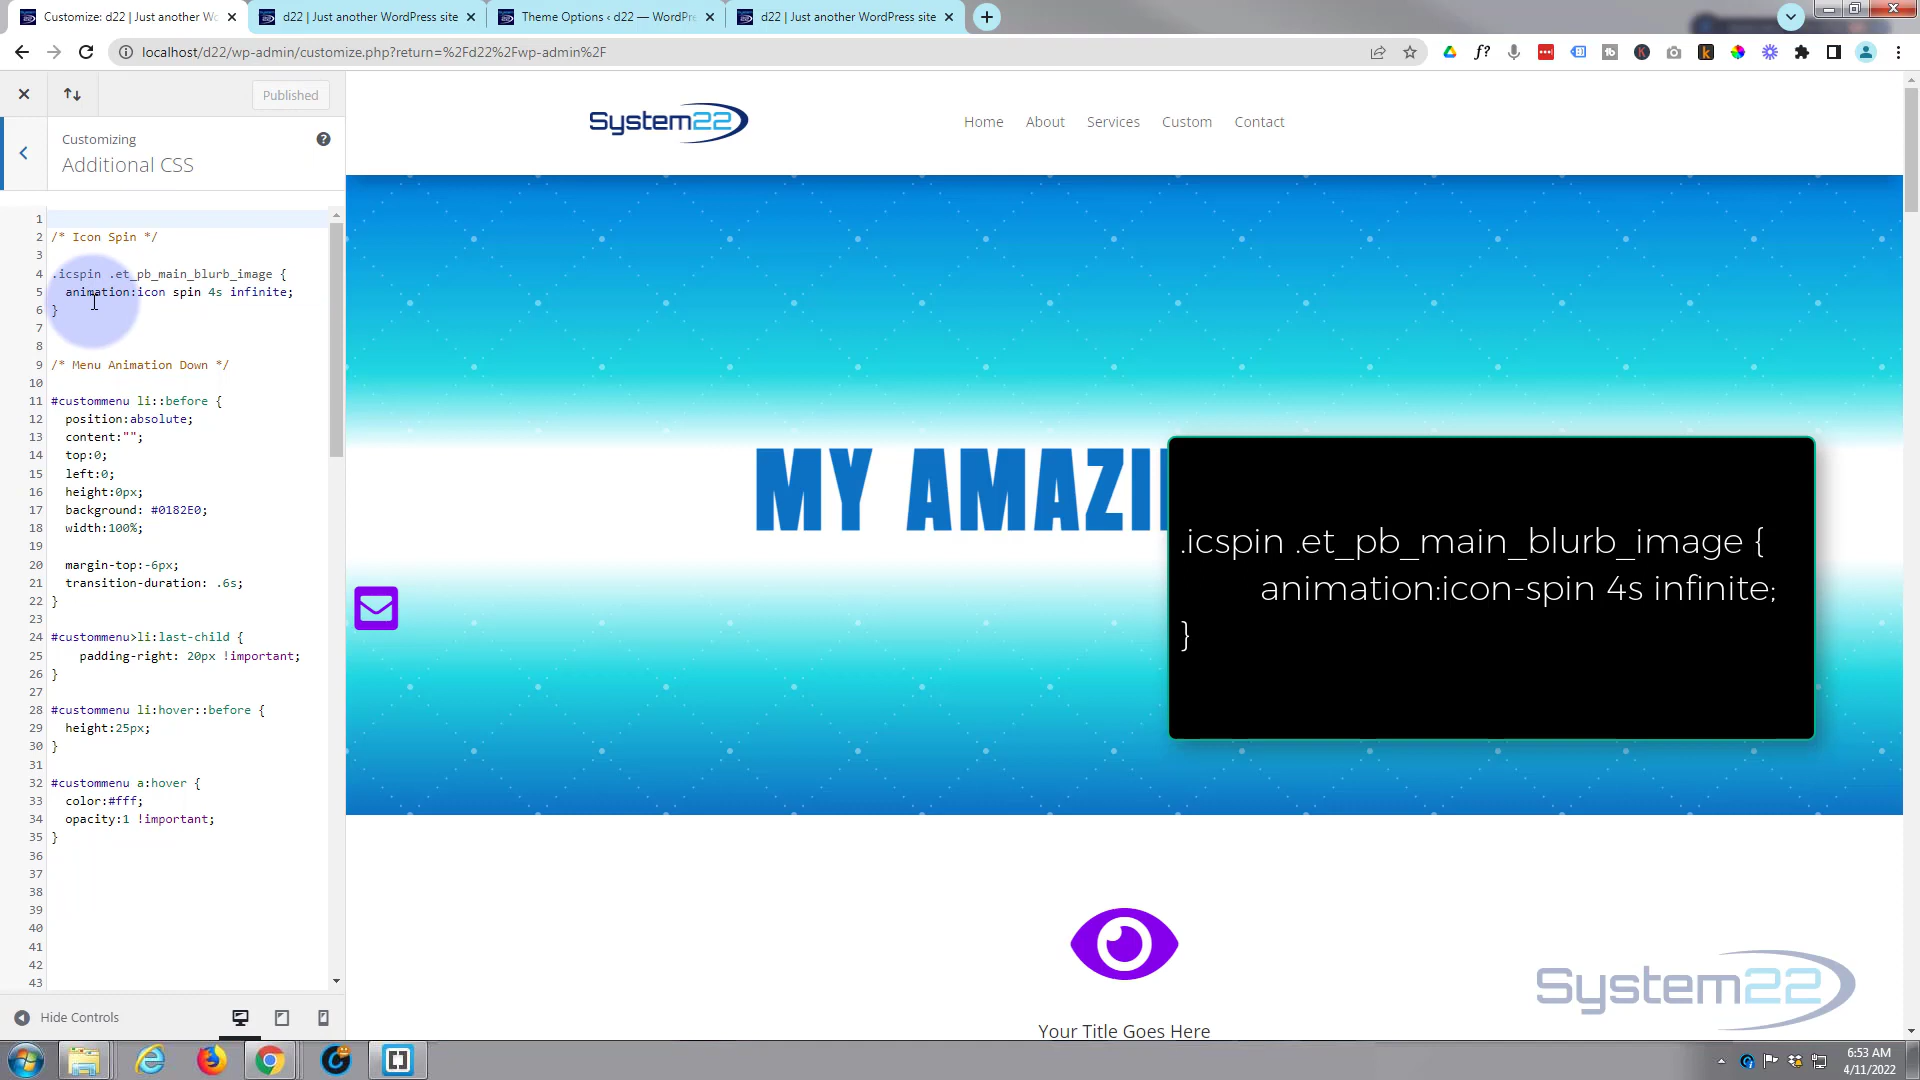 Customize: d22 | Just another Wo
d22 | Just another WordPress site
Theme Options ‹ d22 — WordPre
d22 | Just another WordPress site
localhost/d22/wp-admin/customize.php?return=%2Fd22%2Fwp-admin%2F
f?
Published
Customizing
Additional CSS
System22
Home About Services Custom Contact
1
2 /* Icon Spin */
3
4 .icspin .et_pb_main_blurb_image {
5 animation:icon spin 4s infinite;
6 }
7
8
9 /* Menu Animation Down */
10
11 #custommenu li::before {
12 position:absolute;
13 content:"";
14 top:0;
15 left:0;
16 height:0px;
17 background: #0182E0;
18 width:100%;
19
20 margin-top:-6px;
21 transition-duration: .6s;
22 }
23
24 #custommenu>li:last-child {
25 padding-right: 20px !important;
26 }
27
28 #custommenu li:hover::before {
29 height:25px;
30 }
31
32 #custommenu a:hover {
33 color:#fff;
34 opacity:1 !important;
35 }
36
37
38
39
40
41
42
43
MY AMAZI
.icspin .et_pb_main_blurb_image {
animation:icon-spin 4s infinite;
}
Your Title Goes Here
System22
Hide Controls
6:53 AM
4/11/2022